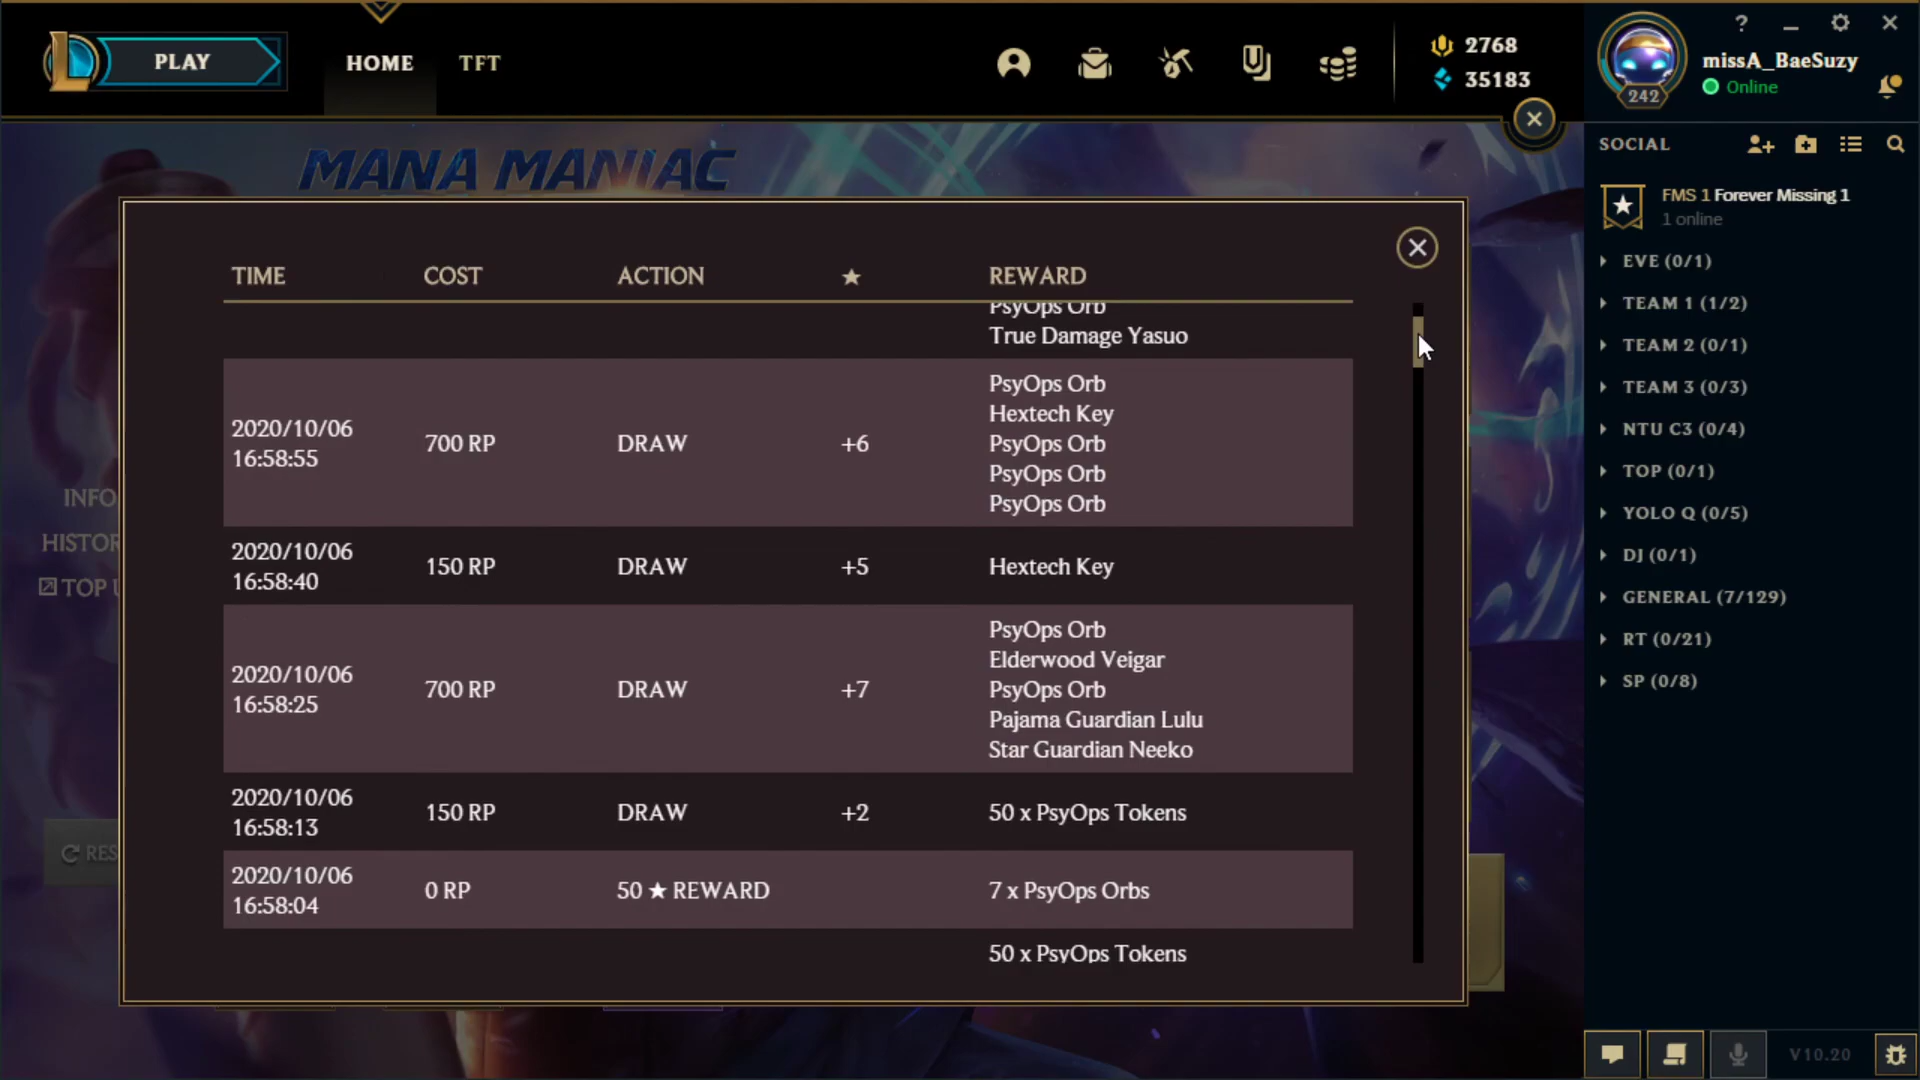 PLAY
HOME
TFT
2768
35183
?
missA_BaeSuzy
Online
242
SOCIAL
MANA MANIAC
FMS 1 Forever Missing 1
1 online
EVE (0/1)
TEAM 1 (1/2)
TEAM 2 (0/1)
TEAM 3 (0/3)
NTU C3 (0/4)
TOP (0/1)
YOLO Q (0/5)
DJ (0/1)
GENERAL (7/129)
RT (0/21)
SP (0/8)
INFO
HISTOR
TOP U
RES
TIME COST ACTION ★ REWARD
PsyOps Orb
True Damage Yasuo
2020/10/06
16:58:55
700 RP
DRAW
+6
PsyOps Orb
Hextech Key
PsyOps Orb
PsyOps Orb
PsyOps Orb
2020/10/06
16:58:40
150 RP
DRAW
+5
Hextech Key
2020/10/06
16:58:25
700 RP
DRAW
+7
PsyOps Orb
Elderwood Veigar
PsyOps Orb
Pajama Guardian Lulu
Star Guardian Neeko
2020/10/06
16:58:13
150 RP
DRAW
+2
50 x PsyOps Tokens
2020/10/06
16:58:04
0 RP
50 ★ REWARD
7 x PsyOps Orbs
50 x PsyOps Tokens
V10.20